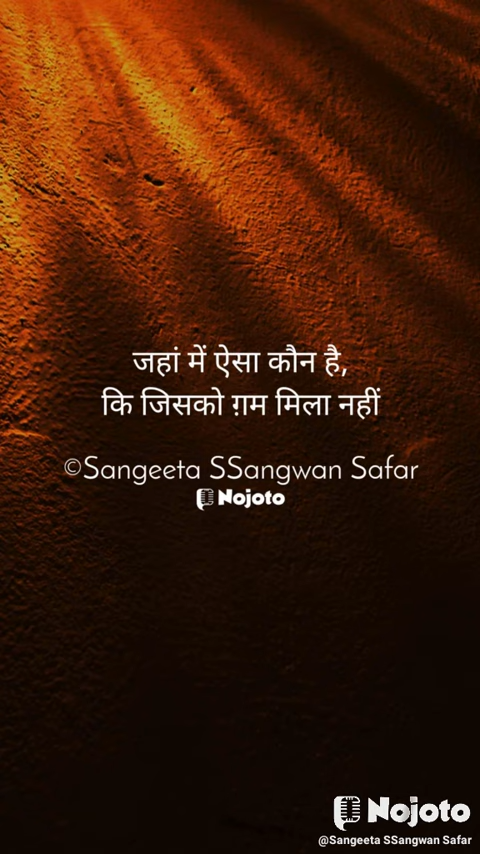 जहां में ऐसा कौन है,
कि जिसको ग़म मिला नहीं
©Sangeeta SSangwan Safar
Nojoto
Nojoto
@Sangeeta SSangwan Safar